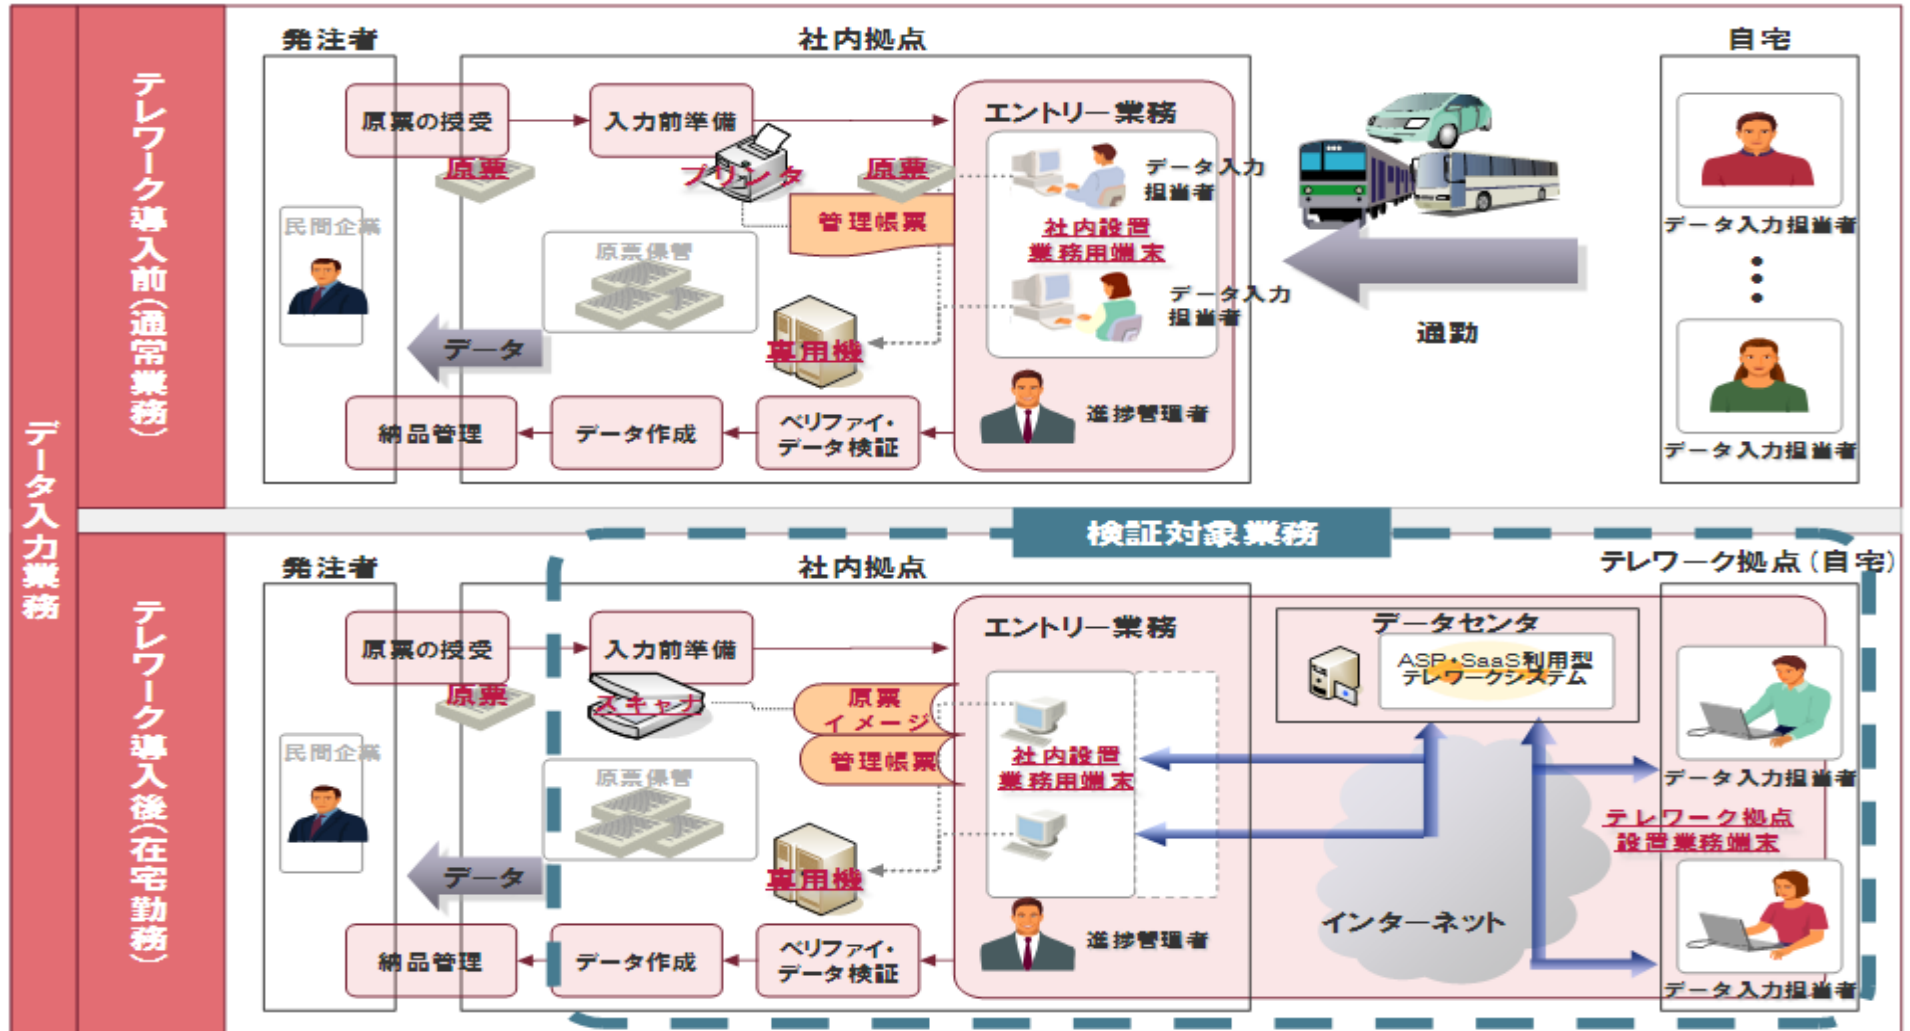 データ入力業務
テレワーク導入前(通常業務)
発注者
社内拠点
自宅
原票の授受
入力前準備
エントリー業務
原票
プリンタ
原票
データ入力
担当者
管理帳票
社内設置
業務用端末
民間企業
原票保管
データ入力
担当者
専用機
データ
進捗管理者
納品管理
データ作成
ベリファイ・
データ検証
通勤
データ入力担当者
データ入力担当者
検証対象業務
テレワーク導入後(在宅勤務)
発注者
社内拠点
テレワーク拠点(自宅)
原票の授受
入力前準備
エントリー業務
データセンタ
ASP・SaaS利用型
テレワークシステム
原票
スキャナ
原票
イメージ
管理帳票
社内設置
業務用端末
民間企業
原票保管
専用機
データ
進捗管理者
納品管理
データ作成
ベリファイ・
データ検証
インターネット
データ入力担当者
テレワーク拠点
設置業務端末
データ入力担当者